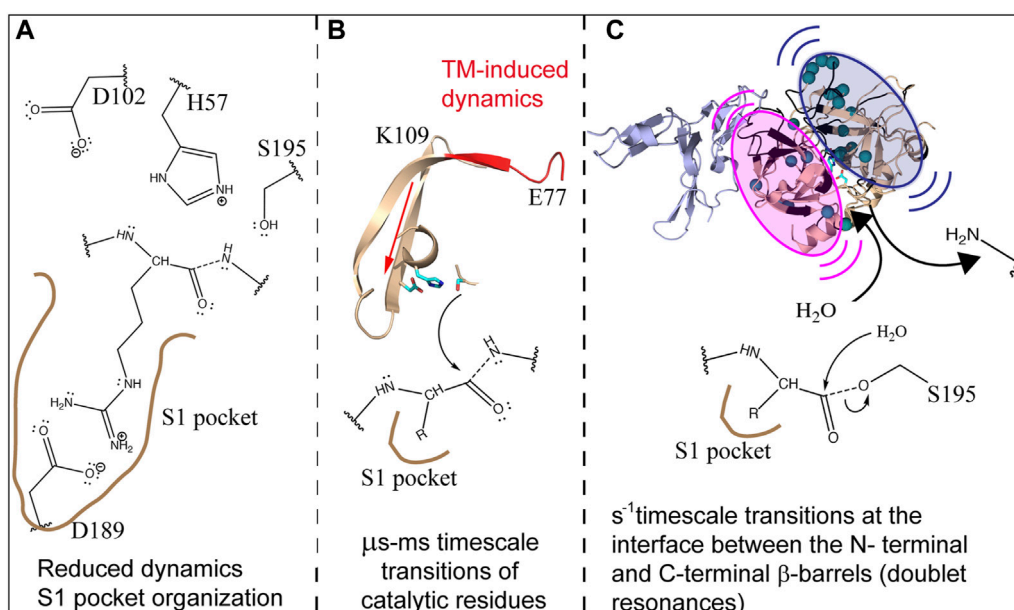 A
D102
H57
S195
O
O
⊖
HN
NH
⊕
OH
HN
CH
C
H
N
O
NH
H₂N
NH₂
⊕
S1 pocket
O
O
⊖
D189
Reduced dynamics
S1 pocket organization
B
TM-induced
dynamics
K109
E77
H
N
HN
CH
C
R
O
S1 pocket
μs-ms timescale
transitions of
catalytic residues
C
H₂N
H₂O
H₂O
HN
CH
C
O
R
O
S195
S1 pocket
s⁻¹timescale transitions at the
interface between the N- terminal
and C-terminal β-barrels (doublet
resonances)